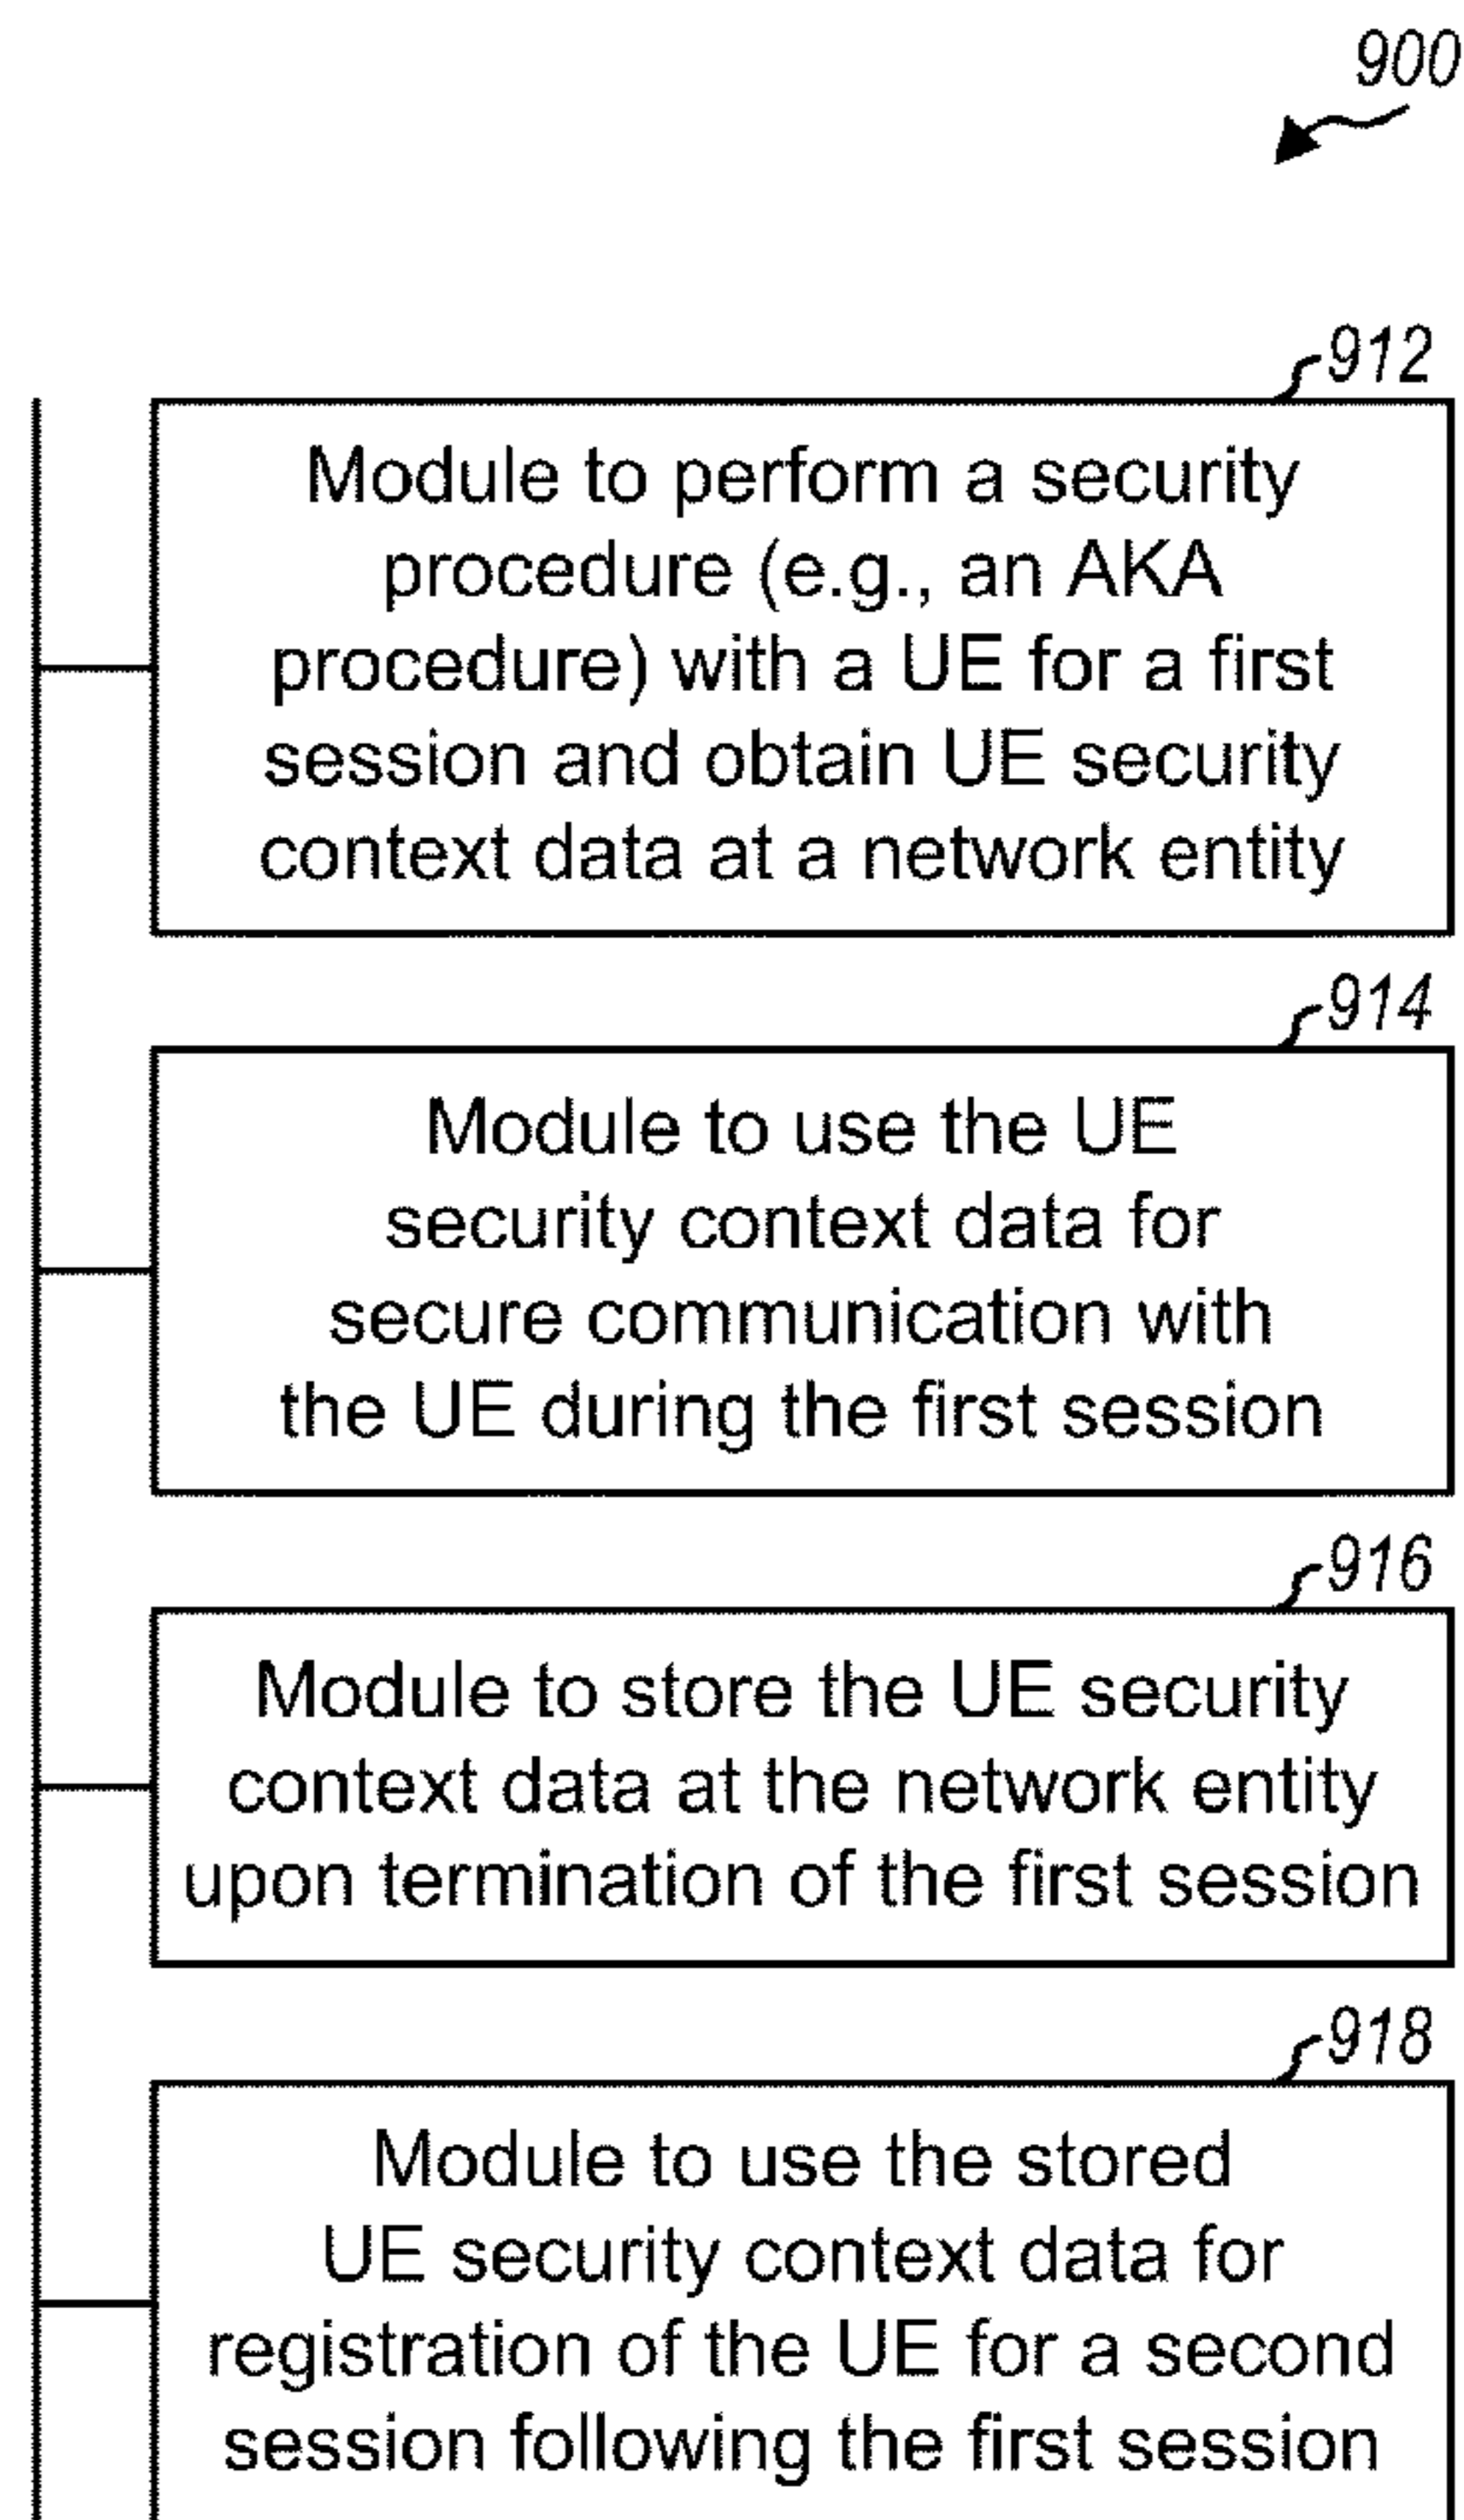 900
912
Module to perform a security
procedure (e.g., an AKA
procedure) with a UE for a first
session and obtain UE security
context data at a network entity
914
Module to use the UE
security context data for
secure communication with
the UE during the first session
916
Module to store the UE security
context data at the network entity
upon termination of the first session
918
Module to use the stored
UE security context data for
registration of the UE for a second
session following the first session